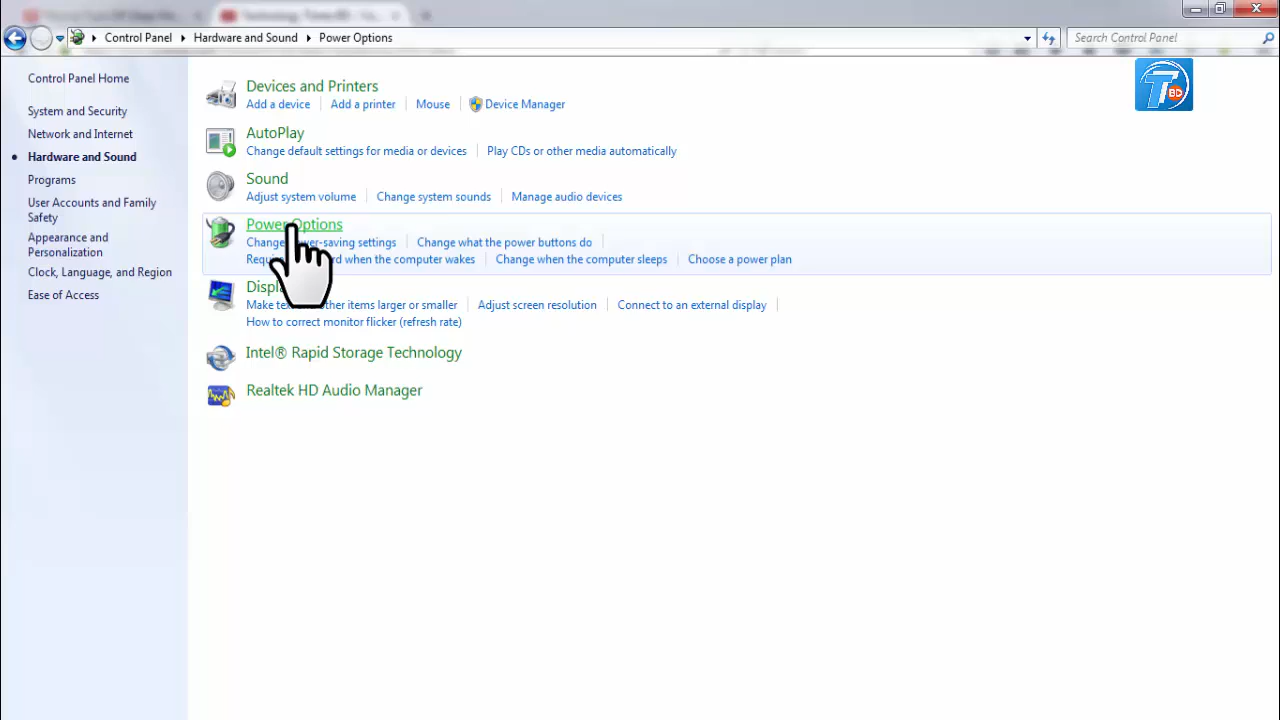 Control Panel Hardware and Sound Power Options Search Control Panel
Control Panel Home
System and Security
Network and Internet
Hardware and Sound
Programs
User Accounts and Family
Safety
Appearance and
Personalization
Clock, Language, and Region
Ease of Access
Devices and Printers
Add a device Add a printer Mouse Device Manager
AutoPlay
Change default settings for media or devices Play CDs or other media automatically
Sound
Adjust system volume Change system sounds Manage audio devices
Power Options
Change settings Change what the power buttons do
when the computer wakes Change when the computer sleeps Choose a power plan
Make items larger or smaller Adjust screen resolution Connect to an external display
How to correct monitor flicker (refresh rate)
Intel® Rapid Storage Technology
Realtek HD Audio Manager
T BD